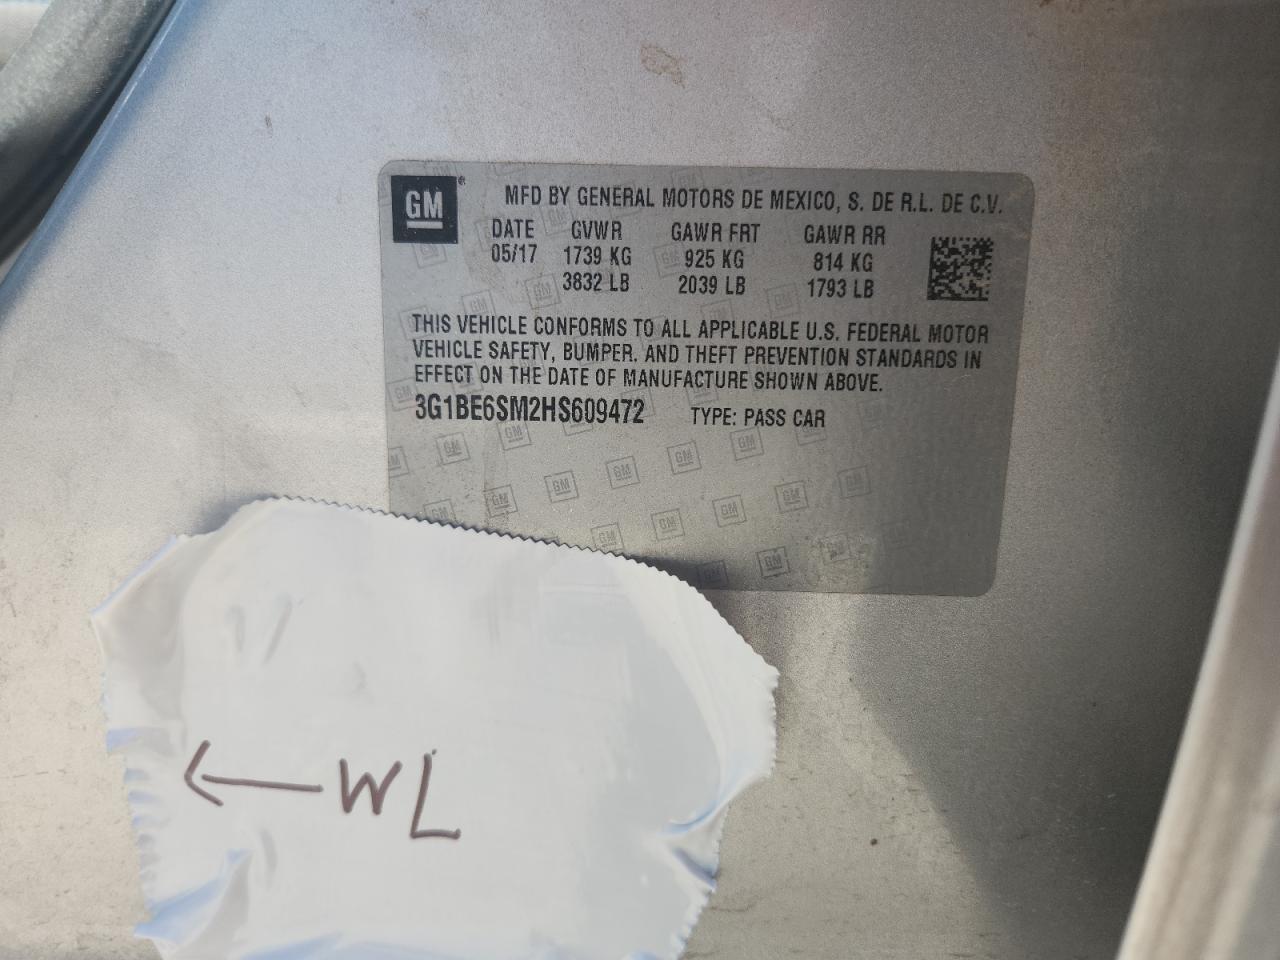 GM
MFD BY GENERAL MOTORS DE MEXICO, S. DE R.L. DE C.V.
DATE GVWR GAWR FRT GAWR RR
05/17 1739 KG 925 KG 814 KG
3832 LB 2039 LB 1793 LB
THIS VEHICLE CONFORMS TO ALL APPLICABLE U.S. FEDERAL MOTOR
VEHICLE SAFETY, BUMPER. AND THEFT PREVENTION STANDARDS IN
EFFECT ON THE DATE OF MANUFACTURE SHOWN ABOVE.
3G1BE6SM2HS609472 TYPE: PASS CAR
← WL